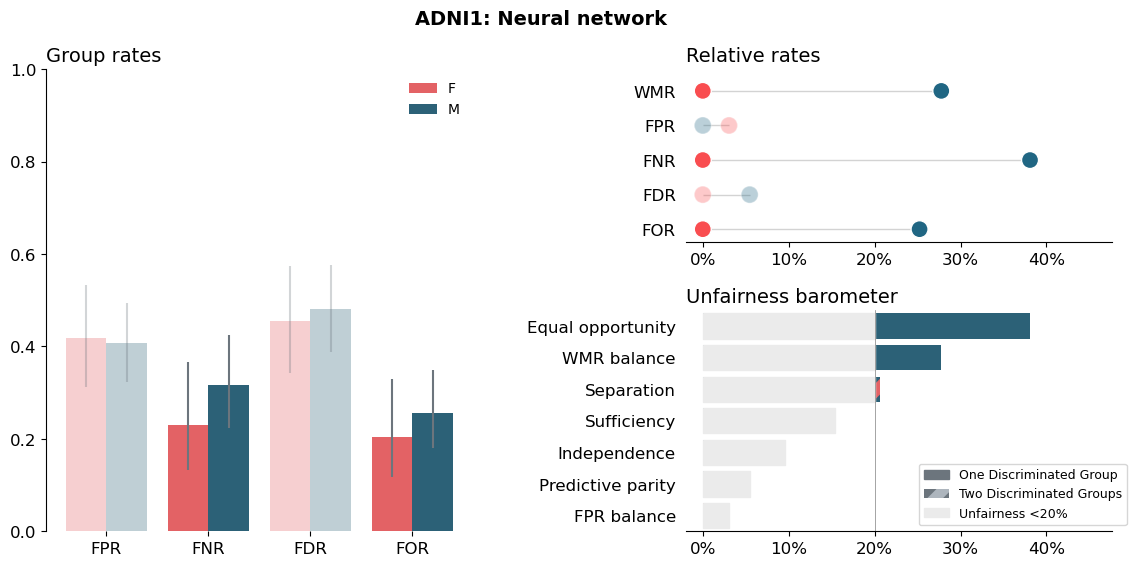 ADNI1: Neural network
Group rates
1.0
0.8
0.6
0.4
0.2
0.0
FPR
FNR
FDR
FOR
F
M
Relative rates
WMR
FPR
FNR
FDR
FOR
0%
10%
20%
30%
40%
Unfairness barometer
Equal opportunity
WMR balance
Separation
Sufficiency
Independence
Predictive parity
FPR balance
One Discriminated Group
Two Discriminated Groups
Unfairness <20%
0%
10%
20%
30%
40%